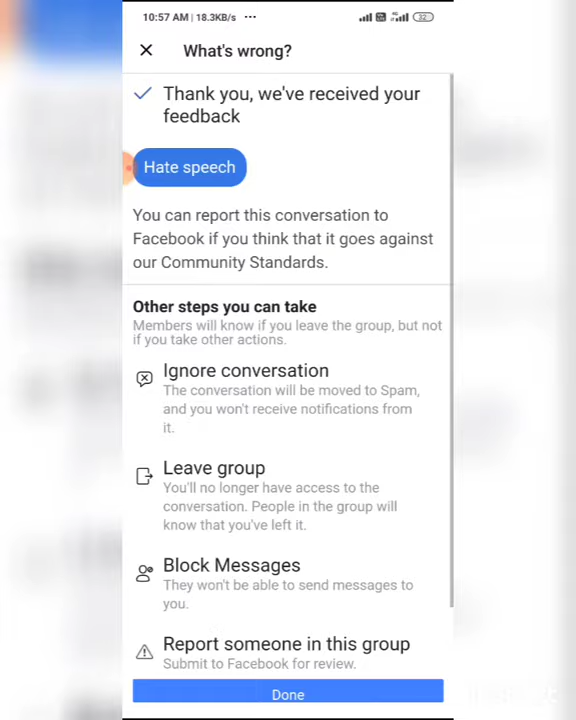 10:57 AM | 18.3KB/s ...
4G
32
What's wrong?
Thank you, we've received your
feedback
Hate speech
You can report this conversation to
Facebook if you think that it goes against
our Community Standards.
Other steps you can take
Members will know if you leave the group, but not
if you take other actions.
Ignore conversation
The conversation will be moved to Spam,
and you won't receive notifications from
it.
Leave group
You'll no longer have access to the
conversation. People in the group will
know that you've left it.
Block Messages
They won't be able to send messages to
you.
Report someone in this group
Submit to Facebook for review.
Done